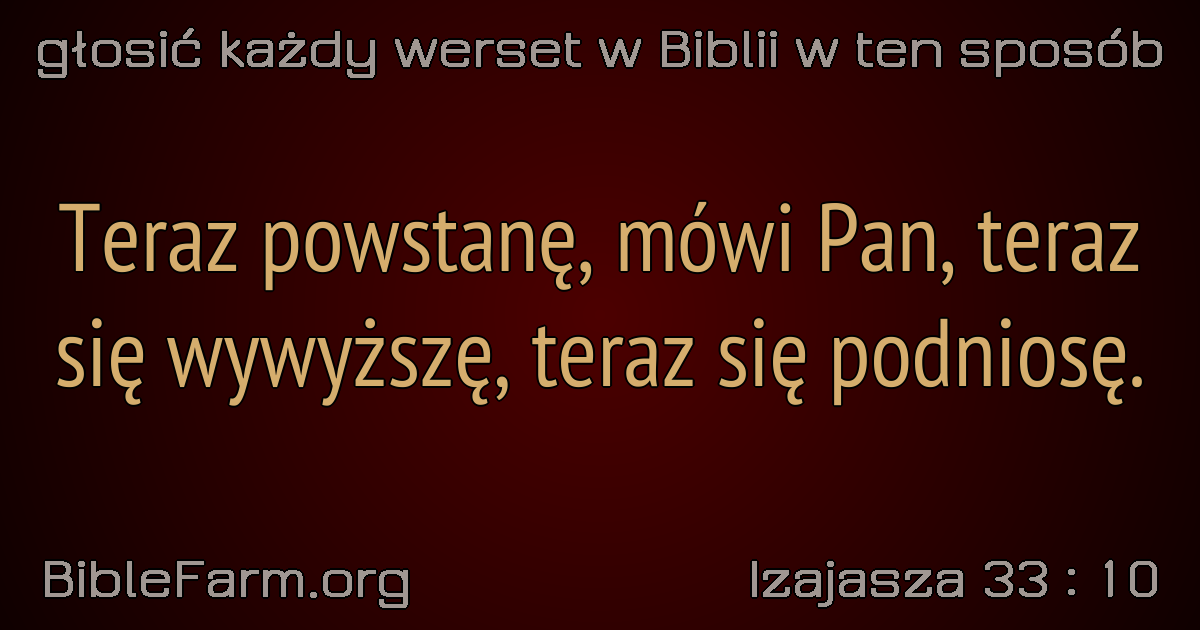 głosić każdy werset w Biblii w ten sposób
Teraz powstanę, mówi Pan, teraz
się wywyższę, teraz się podniosę.
BibleFarm.org
Izajasza 33 : 10